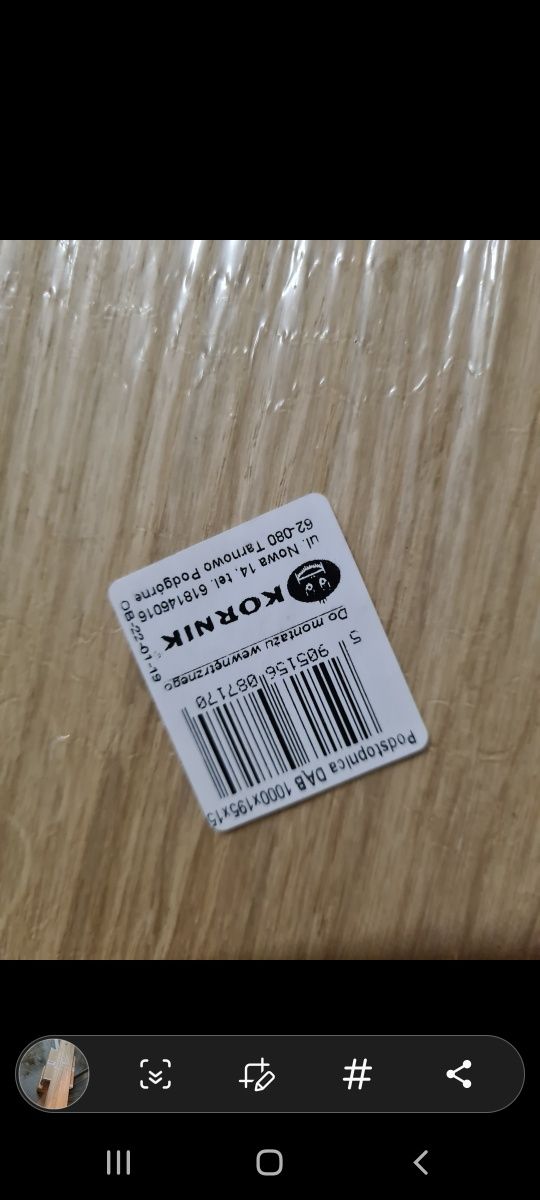 Podstopnica DĄB 1000x195x15
5 905156 087170
Do montażu wewnętrznego
KORNIK
ul. Nowa 14, tel. 618146016
62-080 Tarnowo Podgórne
OB-22-01-19